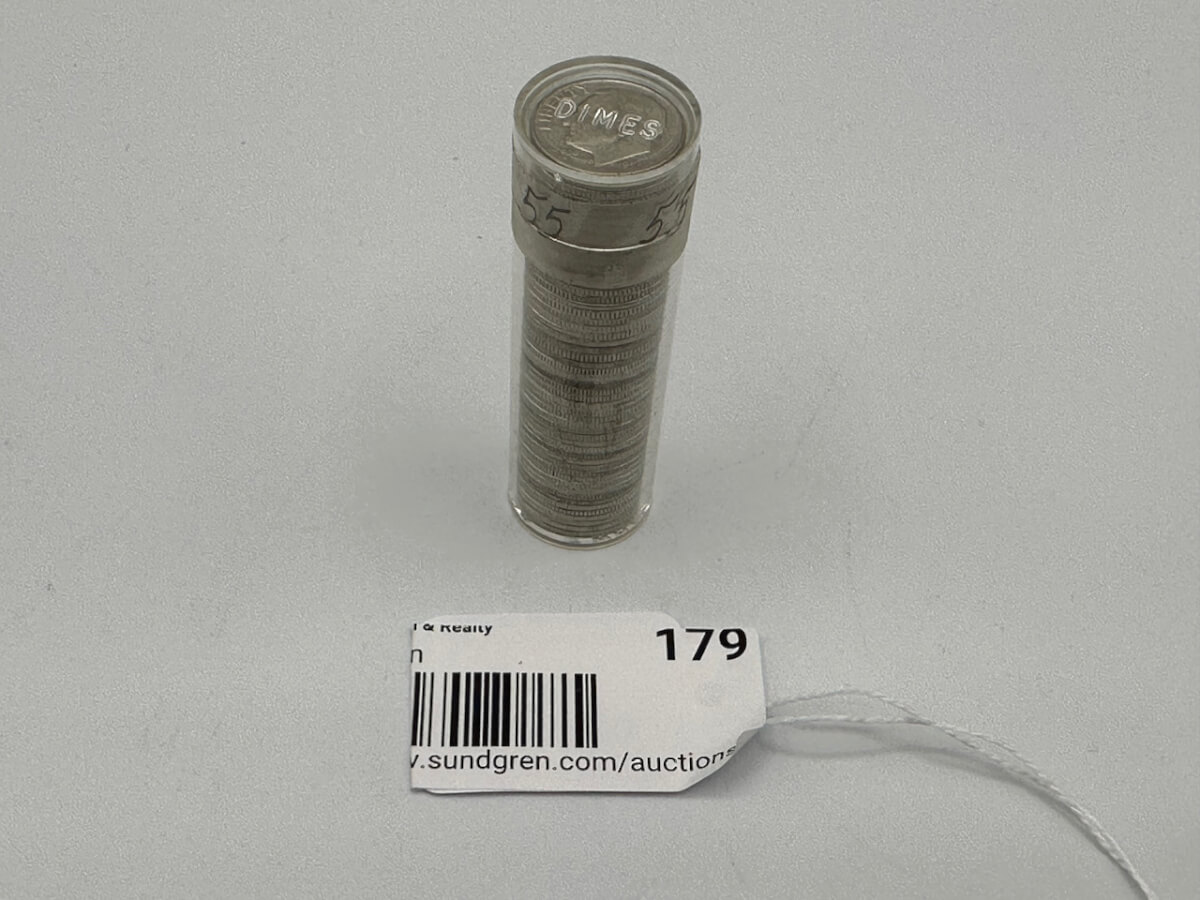 DIMES
55 55
& Realty
n
179
.sundgren.com/auctions